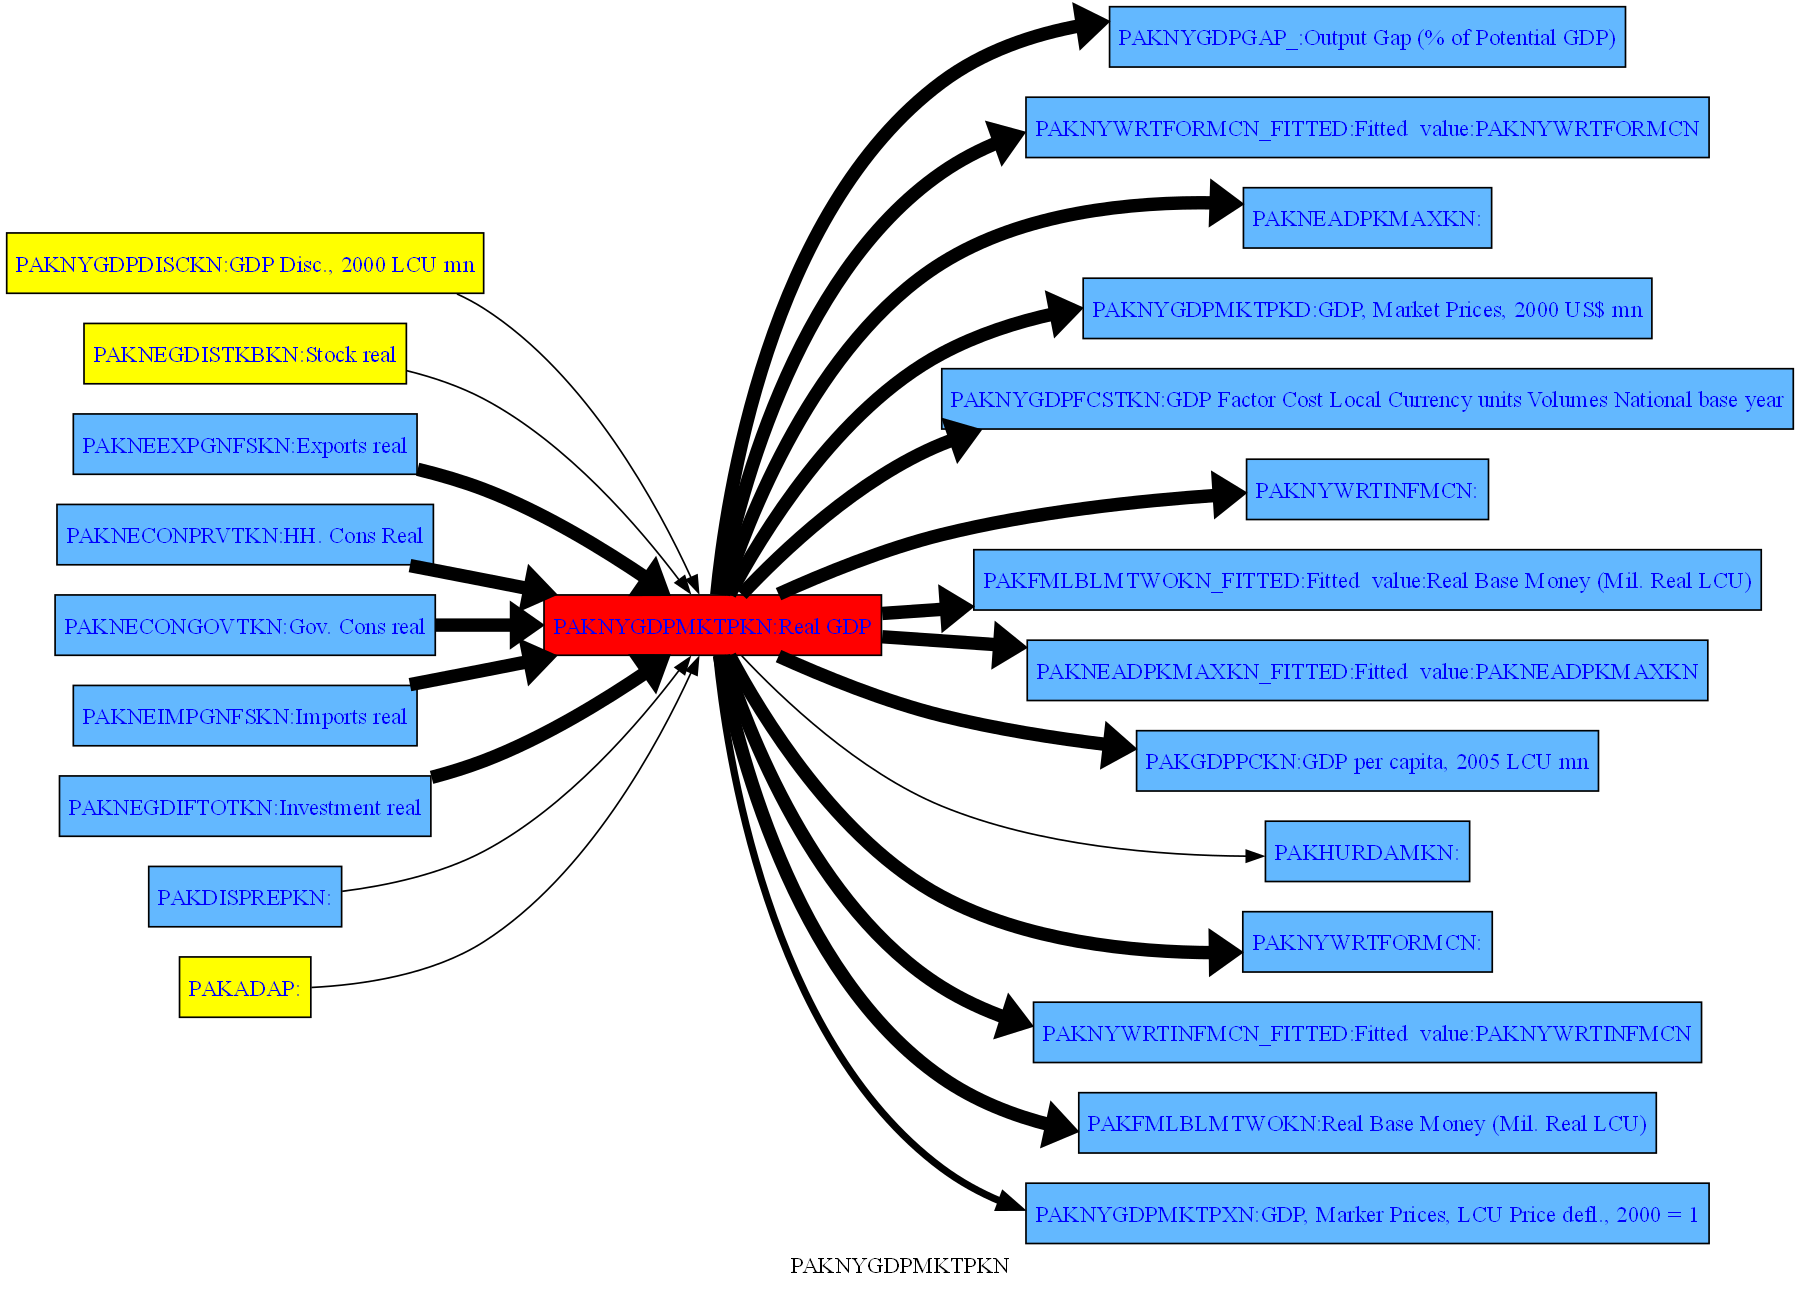 PAKNYGDPDISCKN:GDP Disc., 2000 LCU mn
PAKNEGDISTKBKN:Stock real
PAKNEEXPGNFSKN:Exports real
PAKNECONPRVTKN:HH. Cons Real
PAKNECONGOVTKN:Gov. Cons real
PAKNEIMPGNFSKN:Imports real
PAKNEGDIFTOTKN:Investment real
PAKDISPREPKN:
PAKADAP:
PAKNYGDPMKTPKN:Real GDP
PAKNYGDPGAP_:Output Gap (% of Potential GDP)
PAKNYWRTFORMCN_FITTED:Fitted  value:PAKNYWRTFORMCN
PAKNEADPKMAXKN:
PAKNYGDPMKTPKD:GDP, Market Prices, 2000 US$ mn
PAKNYGDPFCSTKN:GDP Factor Cost Local Currency units Volumes National base year
PAKNYWRTINFMCN:
PAKFMLBLMTWOKN_FITTED:Fitted  value:Real Base Money (Mil. Real LCU)
PAKNEADPKMAXKN_FITTED:Fitted  value:PAKNEADPKMAXKN
PAKGDPPCKN:GDP per capita, 2005 LCU mn
PAKHURDAMKN:
PAKNYWRTFORMCN:
PAKNYWRTINFMCN_FITTED:Fitted  value:PAKNYWRTINFMCN
PAKFMLBLMTWOKN:Real Base Money (Mil. Real LCU)
PAKNYGDPMKTPXN:GDP, Marker Prices, LCU Price defl., 2000 = 1
PAKNYGDPMKTPKN